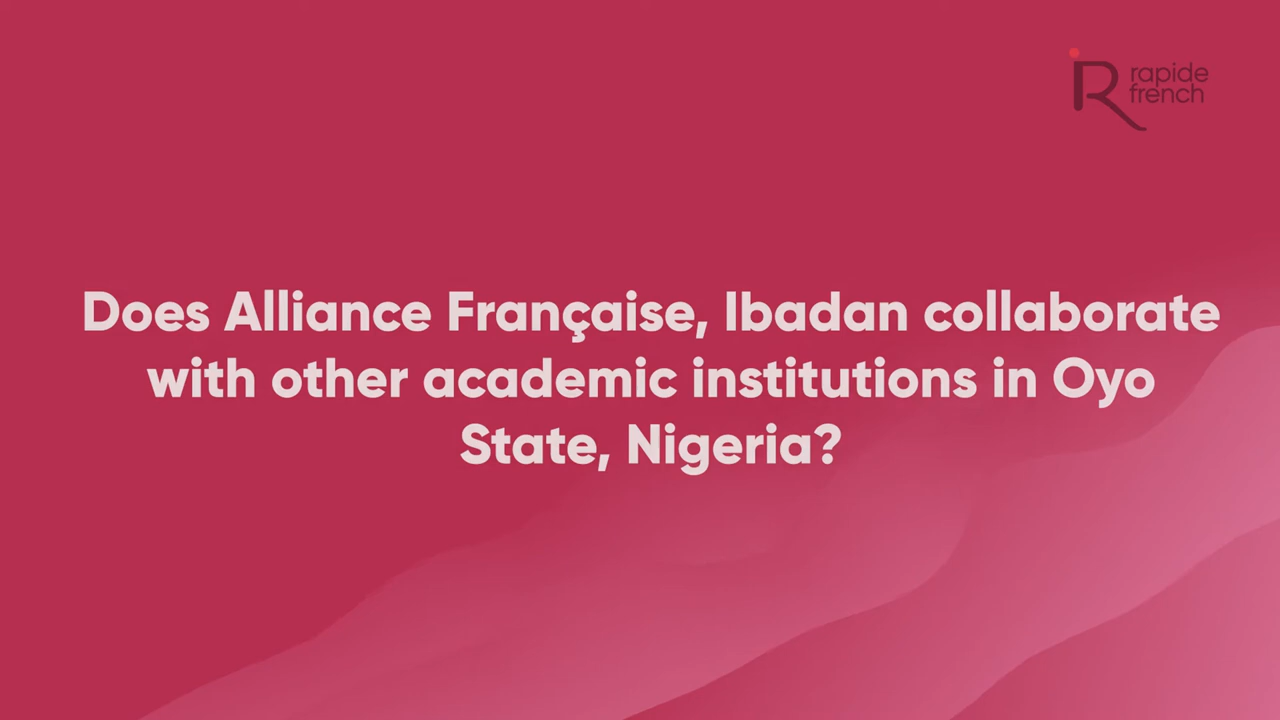 rapide
french
Does Alliance Française, Ibadan collaborate
with other academic institutions in Oyo
State, Nigeria?